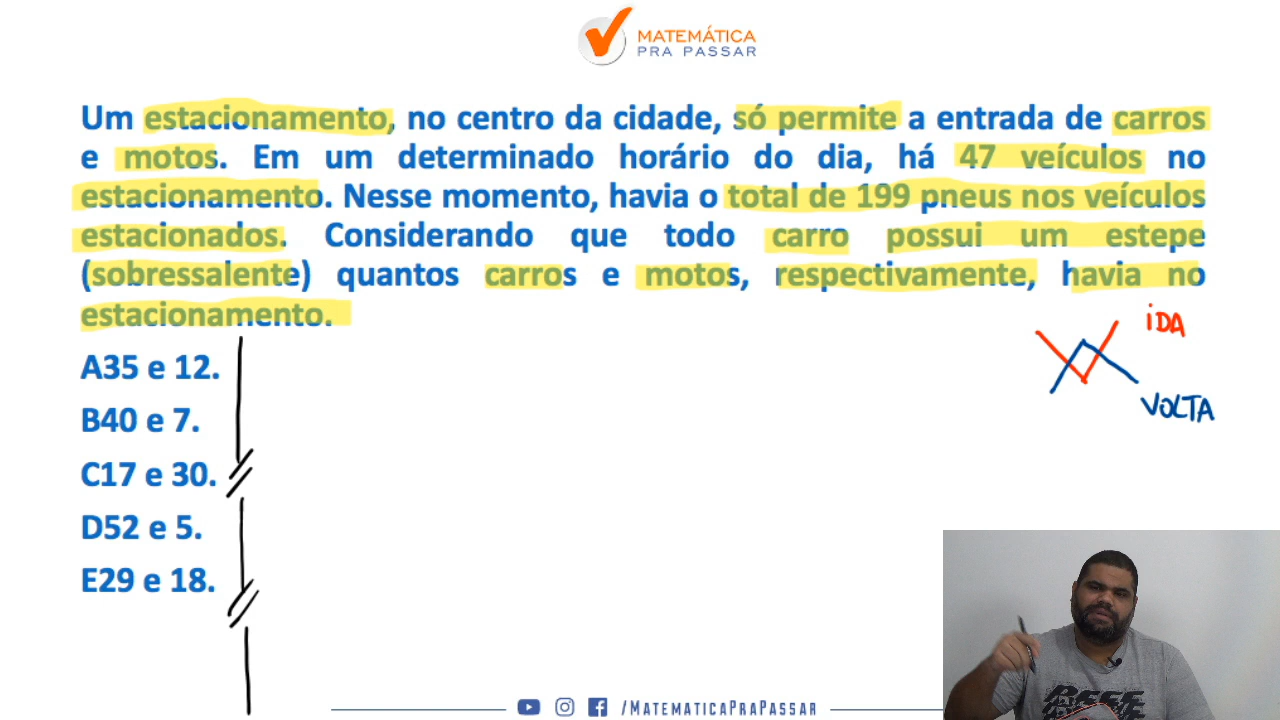 MATEMÁTICA
PRA PASSAR
Um estacionamento, no centro da cidade, só permite a entrada de carros
e motos. Em um determinado horário do dia, há 47 veículos no
estacionamento. Nesse momento, havia o total de 199 pneus nos veículos
estacionados. Considerando que todo carro possui um estepe
(sobressalente) quantos carros e motos, respectivamente, havia no
estacionamento.
iDA
VOLTA
A35 e 12.
B40 e 7.
C17 e 30.
D52 e 5.
E29 e 18.
/MATEMATICAPRAPASSAR